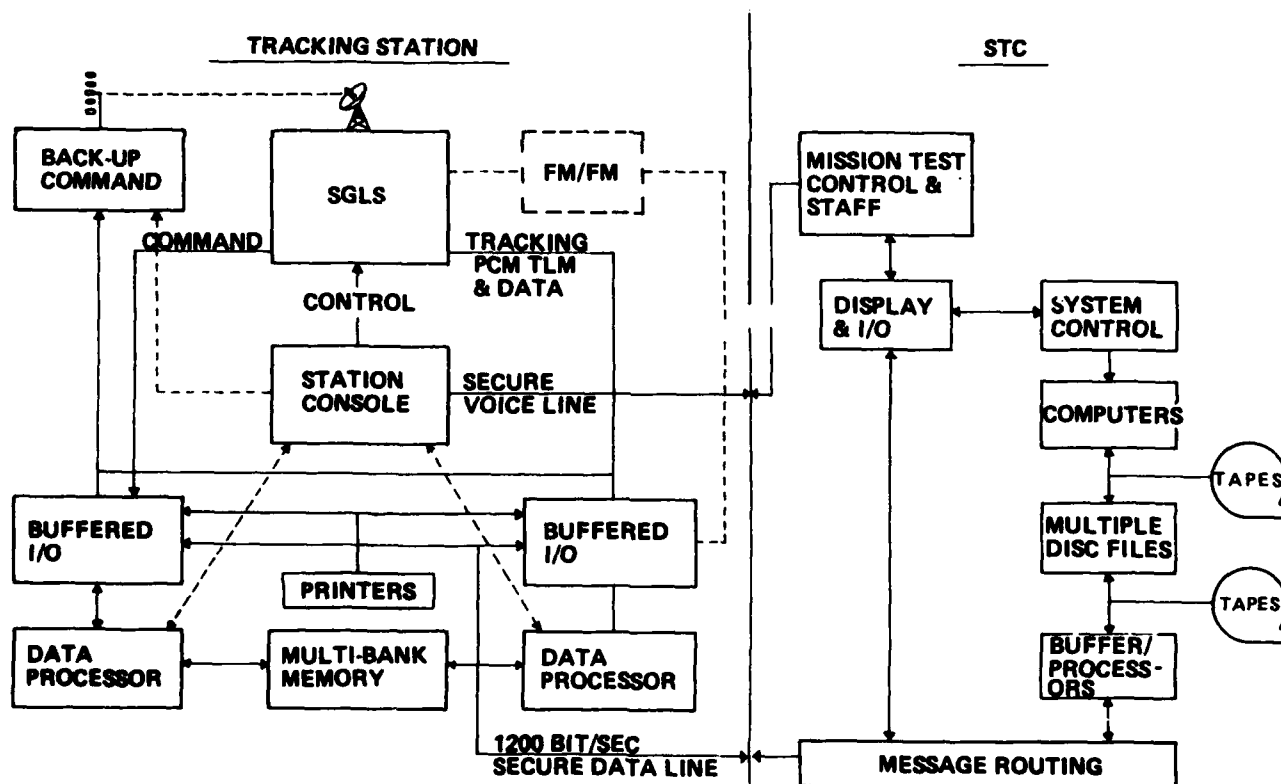 TRACKING STATION
STC
BACK-UP
COMMAND
SGLS
FM/FM
MISSION TEST
CONTROL &
STAFF
COMMAND
TRACKING
PCM TLM
& DATA
CONTROL
DISPLAY
& I/O
SYSTEM
CONTROL
STATION
CONSOLE
SECURE
VOICE LINE
COMPUTERS
TAPES
BUFFERED
I/O
BUFFERED
I/O
MULTIPLE
DISC FILES
PRINTERS
TAPES
DATA
PROCESSOR
MULTI-BANK
MEMORY
DATA
PROCESSOR
BUFFER/
PROCESS-
ORS
1200 BIT/SEC
SECURE DATA LINE
MESSAGE ROUTING